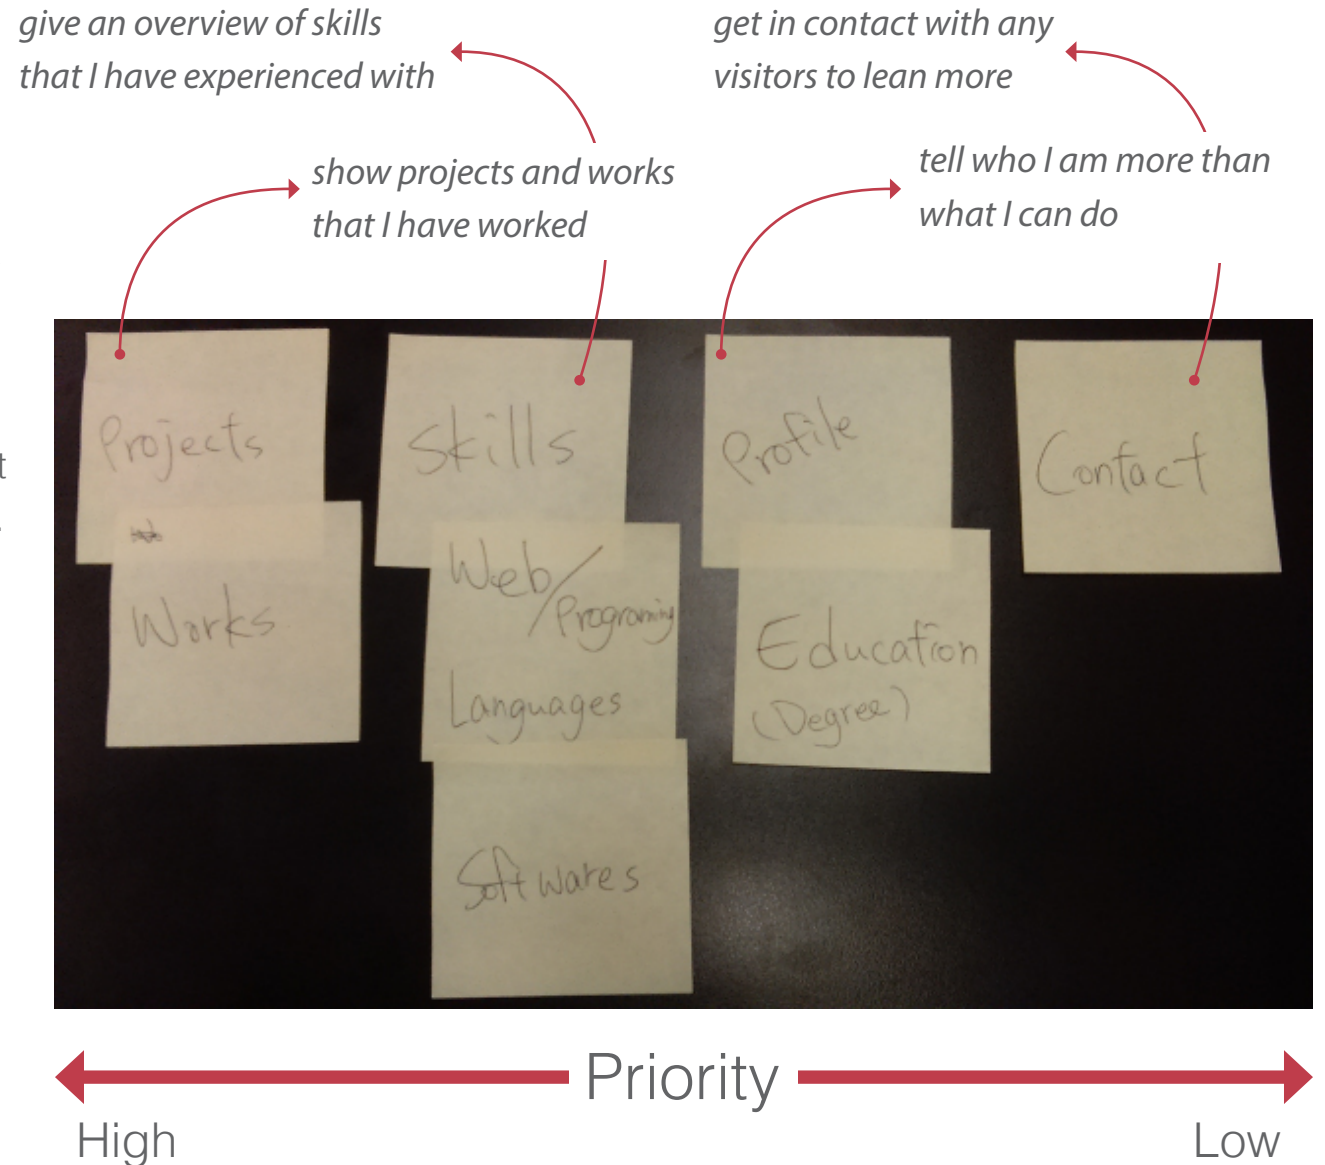 give an overview of skills
that I have experienced with
get in contact with any
visitors to lean more
show projects and works
that I have worked
tell who I am more than
what I can do
t
Projects
Works
Skills
Web/Programing
Languages
Softwares
Profile
Education
(Degree)
Contact
Priority
High
Low